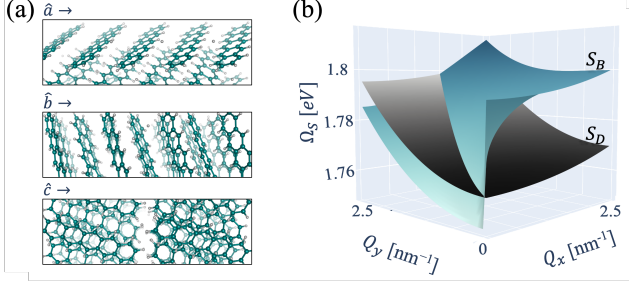 (a)
â →
b̂ →
ĉ →
(b)
Ω_S [eV]
1.8
1.78
1.76
S_B
S_D
2.5
0
2.5
Q_y [nm⁻¹]
Q_x [nm⁻¹]